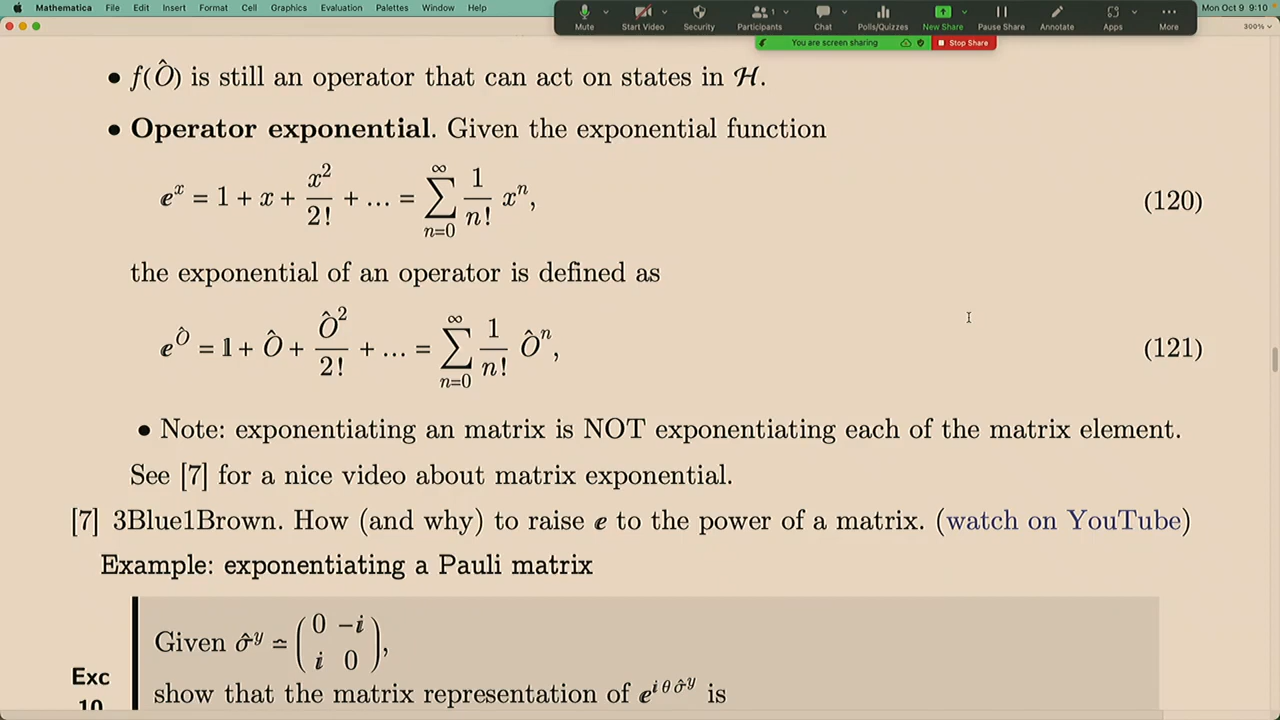 Mathematica File Edit Insert Format Cell Graphics Evaluation Palettes Window Help Mon Oct 9 9:10
Mute Start Video Security Participants 1 Chat Polls/Quizzes New Share Pause Share Annotate Apps More
You are screen sharing Stop Share
300%
• f(Ô) is still an operator that can act on states in ℋ.
• Operator exponential. Given the exponential function
e^x = 1 + x + x^2/2! + ... = ∑_{n=0}^{∞} 1/n! x^n, (120)
the exponential of an operator is defined as
e^Ô = 𝟙 + Ô + Ô^2/2! + ... = ∑_{n=0}^{∞} 1/n! Ô^n, (121)
• Note: exponentiating an matrix is NOT exponentiating each of the matrix element.
See [7] for a nice video about matrix exponential.
[7] 3Blue1Brown. How (and why) to raise e to the power of a matrix. (watch on YouTube)
Example: exponentiating a Pauli matrix
Given σ̂^y ≏ (0 -i; i 0),
Exc
show that the matrix representation of e^{i θ σ̂^y} is
10